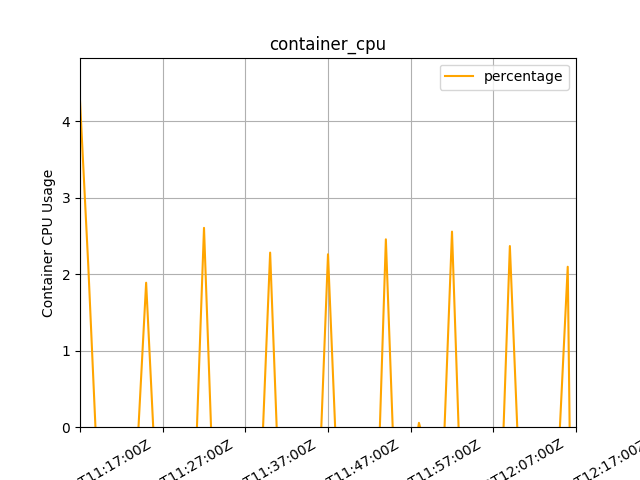 container_cpu
percentage
Container CPU Usage
4
3
2
1
0
T11:17:00Z
T11:27:00Z
T11:37:00Z
T11:47:00Z
T11:57:00Z
T12:07:00Z
T12:17:00Z